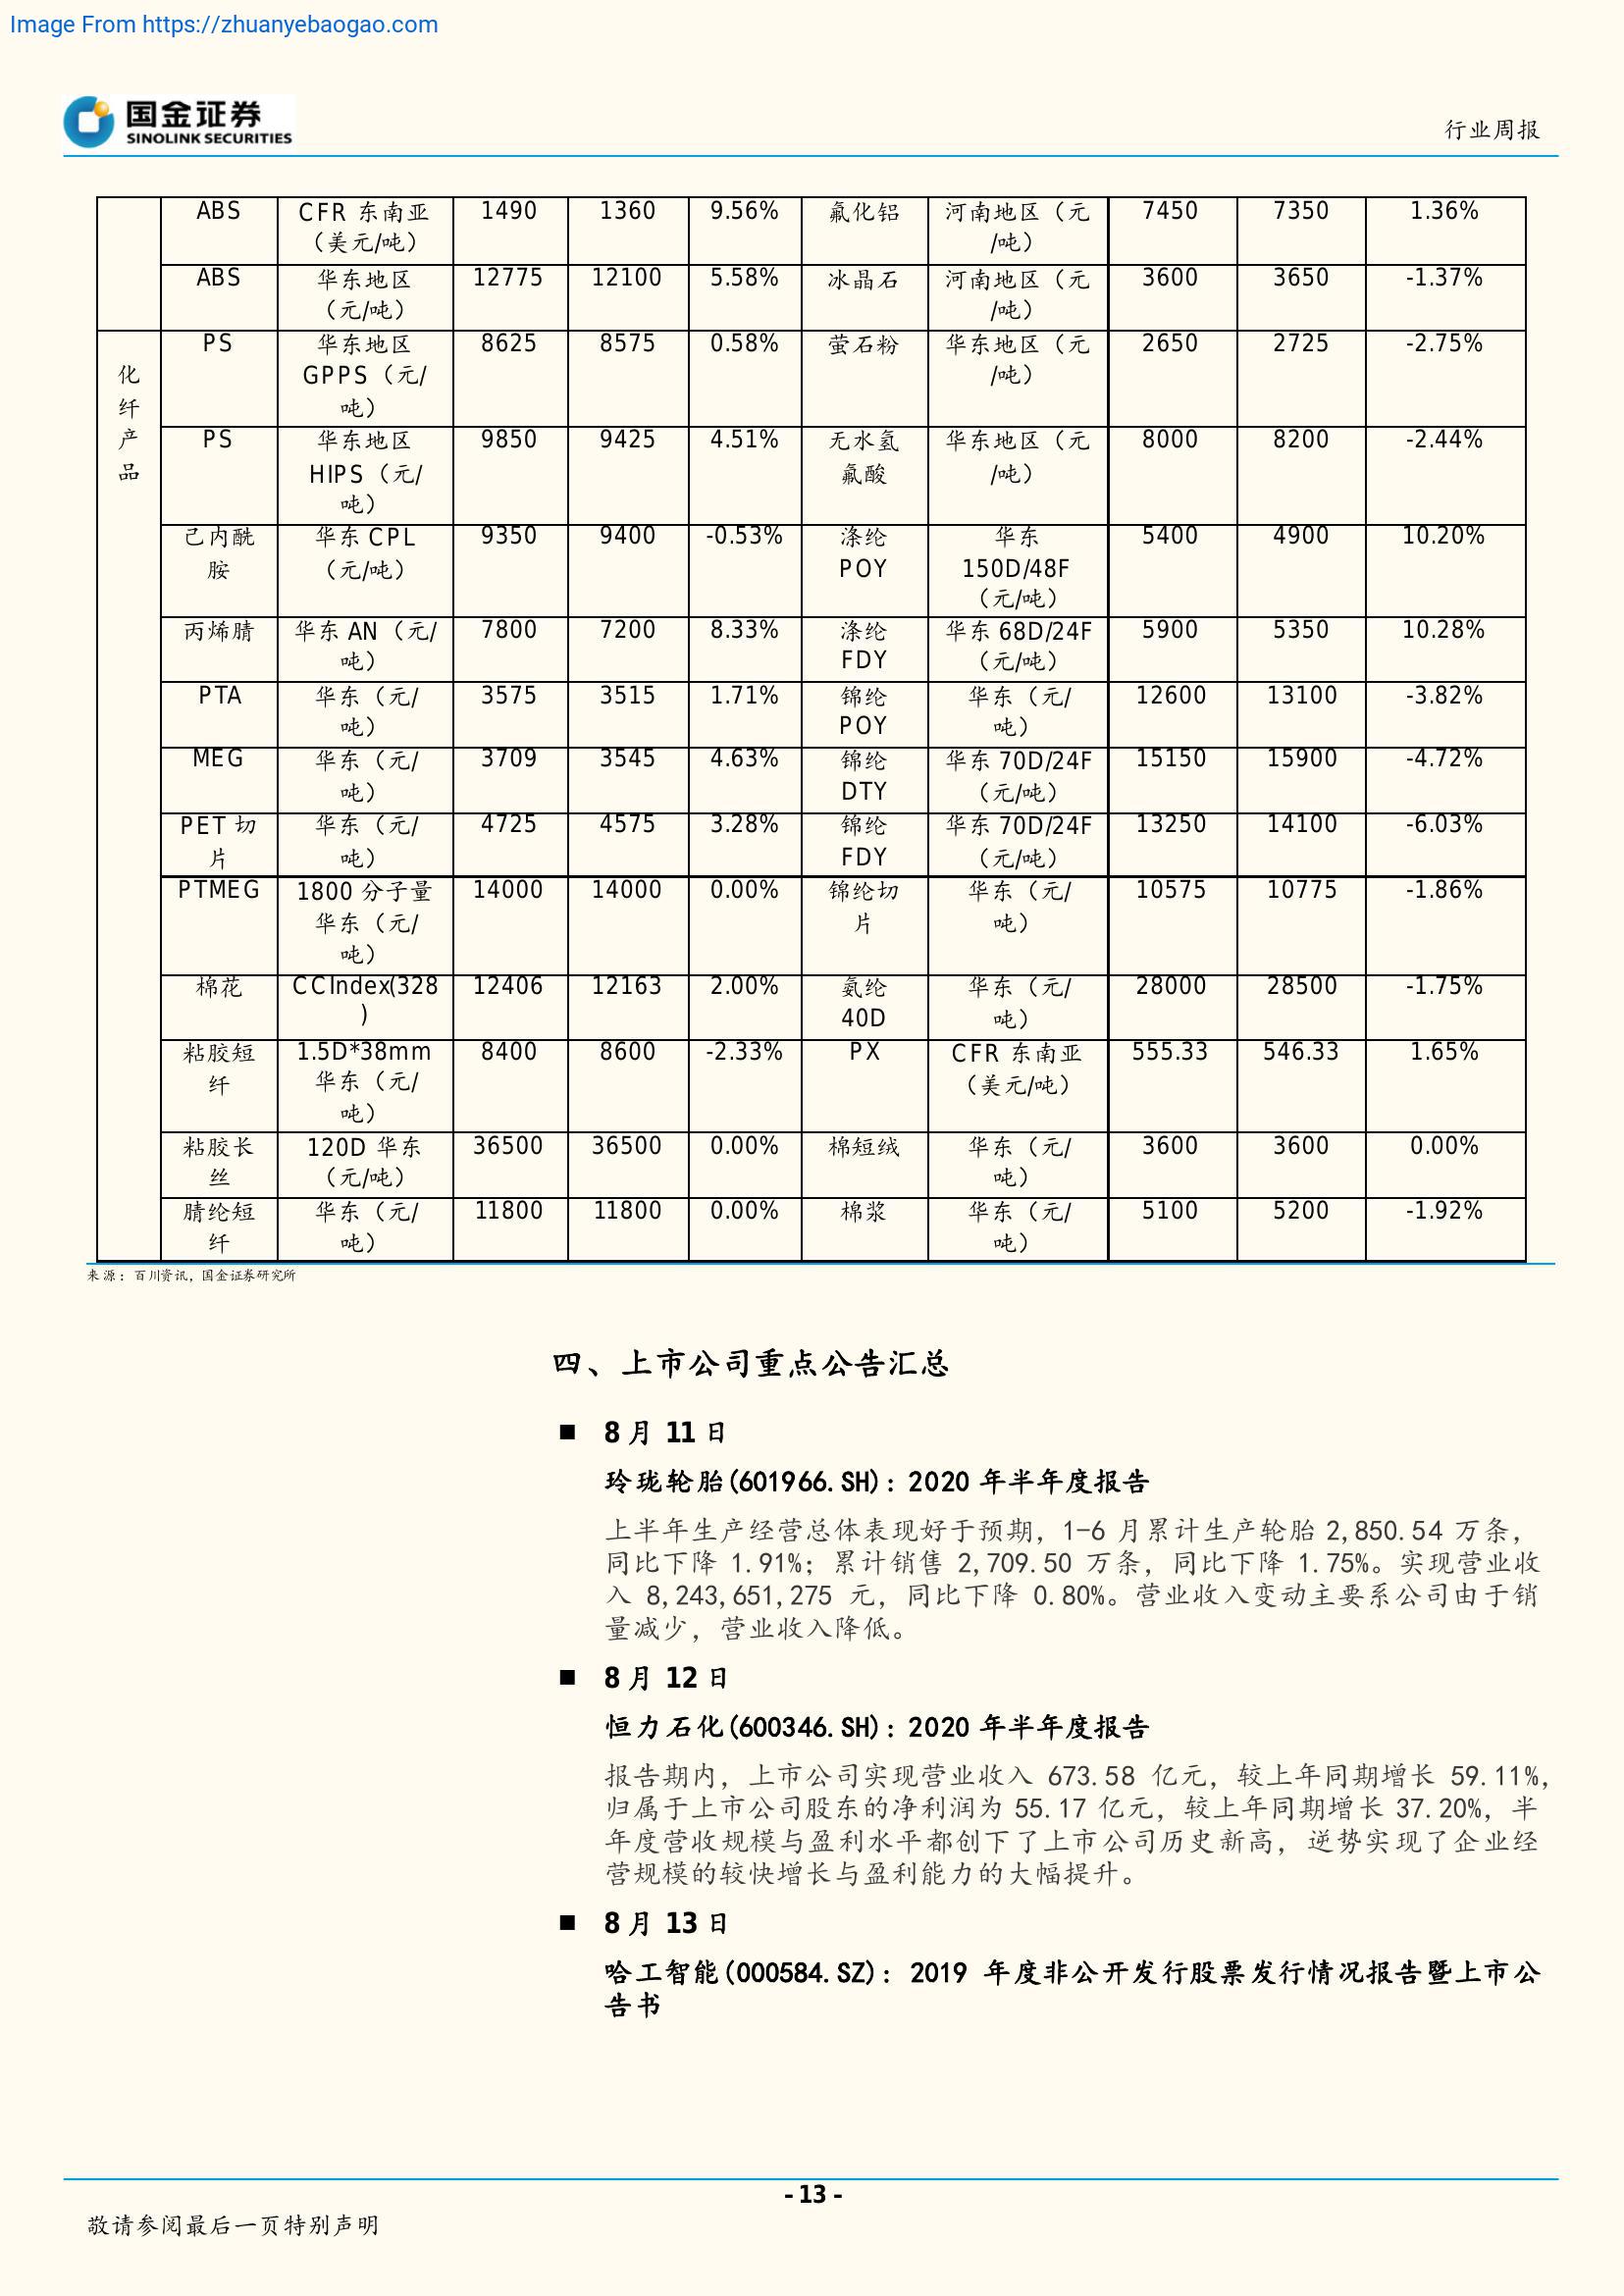 Image From https://zhuanyebaogao.com
国金证券
SINOLINK SECURITIES
行业周报
ABS CFR 东南亚（美元/吨） 1490 1360 9.56% 氟化铝 河南地区（元/吨） 7450 7350 1.36%
ABS 华东地区（元/吨） 12775 12100 5.58% 冰晶石 河南地区（元/吨） 3600 3650 -1.37%
化纤产品
PS 华东地区 GPPS（元/吨） 8625 8575 0.58% 萤石粉 华东地区（元/吨） 2650 2725 -2.75%
PS 华东地区 HIPS（元/吨） 9850 9425 4.51% 无水氢氟酸 华东地区（元/吨） 8000 8200 -2.44%
己内酰胺 华东 CPL（元/吨） 9350 9400 -0.53% 涤纶 POY 华东 150D/48F（元/吨） 5400 4900 10.20%
丙烯腈 华东 AN（元/吨） 7800 7200 8.33% 涤纶 FDY 华东 68D/24F（元/吨） 5900 5350 10.28%
PTA 华东（元/吨） 3575 3515 1.71% 锦纶 POY 华东（元/吨） 12600 13100 -3.82%
MEG 华东（元/吨） 3709 3545 4.63% 锦纶 DTY 华东 70D/24F（元/吨） 15150 15900 -4.72%
PET 切片 华东（元/吨） 4725 4575 3.28% 锦纶 FDY 华东 70D/24F（元/吨） 13250 14100 -6.03%
PTMEG 1800 分子量华东（元/吨） 14000 14000 0.00% 锦纶切片 华东（元/吨） 10575 10775 -1.86%
棉花 CCIndex(328) 12406 12163 2.00% 氨纶 40D 华东（元/吨） 28000 28500 -1.75%
粘胶短纤 1.5D*38mm 华东（元/吨） 8400 8600 -2.33% PX CFR 东南亚（美元/吨） 555.33 546.33 1.65%
粘胶长丝 120D 华东（元/吨） 36500 36500 0.00% 棉短绒 华东（元/吨） 3600 3600 0.00%
腈纶短纤 华东（元/吨） 11800 11800 0.00% 棉浆 华东（元/吨） 5100 5200 -1.92%
来源：百川资讯，国金证券研究所
四、上市公司重点公告汇总
■ 8 月 11 日
玲珑轮胎(601966.SH)：2020 年半年度报告
上半年生产经营总体表现好于预期，1-6 月累计生产轮胎 2,850.54 万条，
同比下降 1.91%；累计销售 2,709.50 万条，同比下降 1.75%。实现营业收
入 8,243,651,275 元，同比下降 0.80%。营业收入变动主要系公司由于销
量减少，营业收入降低。
■ 8 月 12 日
恒力石化(600346.SH)：2020 年半年度报告
报告期内，上市公司实现营业收入 673.58 亿元，较上年同期增长 59.11%，
归属于上市公司股东的净利润为 55.17 亿元，较上年同期增长 37.20%，半
年度营收规模与盈利水平都创下了上市公司历史新高，逆势实现了企业经
营规模的较快增长与盈利能力的大幅提升。
■ 8 月 13 日
哈工智能(000584.SZ)：2019 年度非公开发行股票发行情况报告暨上市公
告书
- 13 -
敬请参阅最后一页特别声明